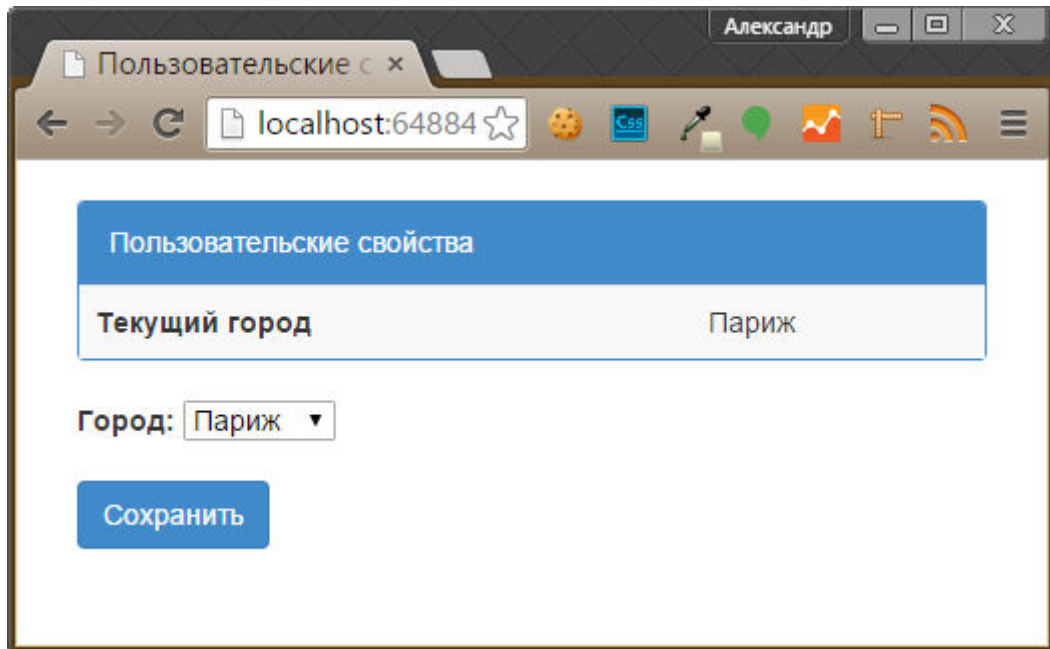 Александр
Пользовательские с
localhost:64884
Css
Пользовательские свойства
Текущий город Париж
Город: Париж
Сохранить